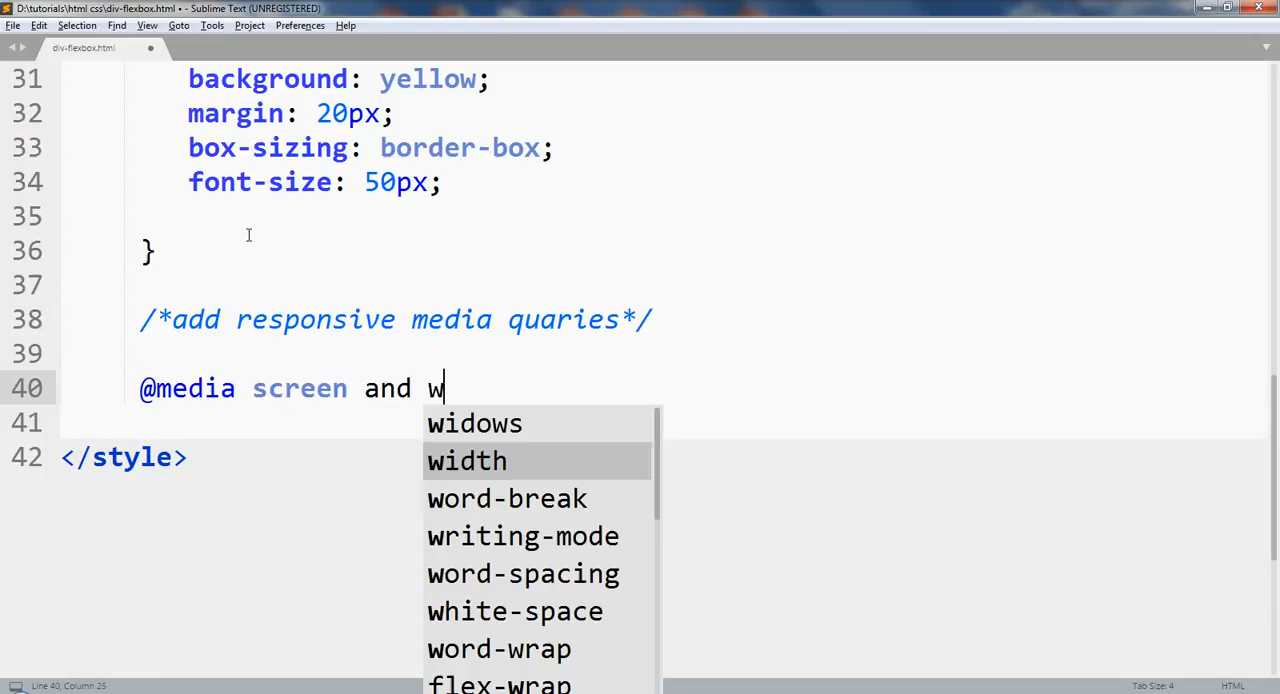 D:\tutorials\html css\div-flexbox.html • - Sublime Text (UNREGISTERED)
File Edit Selection Find View Goto Tools Project Preferences Help
div-flexbox.html
31 background: yellow;
32 margin: 20px;
33 box-sizing: border-box;
34 font-size: 50px;
35
36 }
37
38 /*add responsive media quaries*/
39
40 @media screen and w
widows
41
width
42 </style>
word-break
writing-mode
word-spacing
white-space
word-wrap
flex-wrap
Line 40, Column 25 Tab Size: 4 HTML